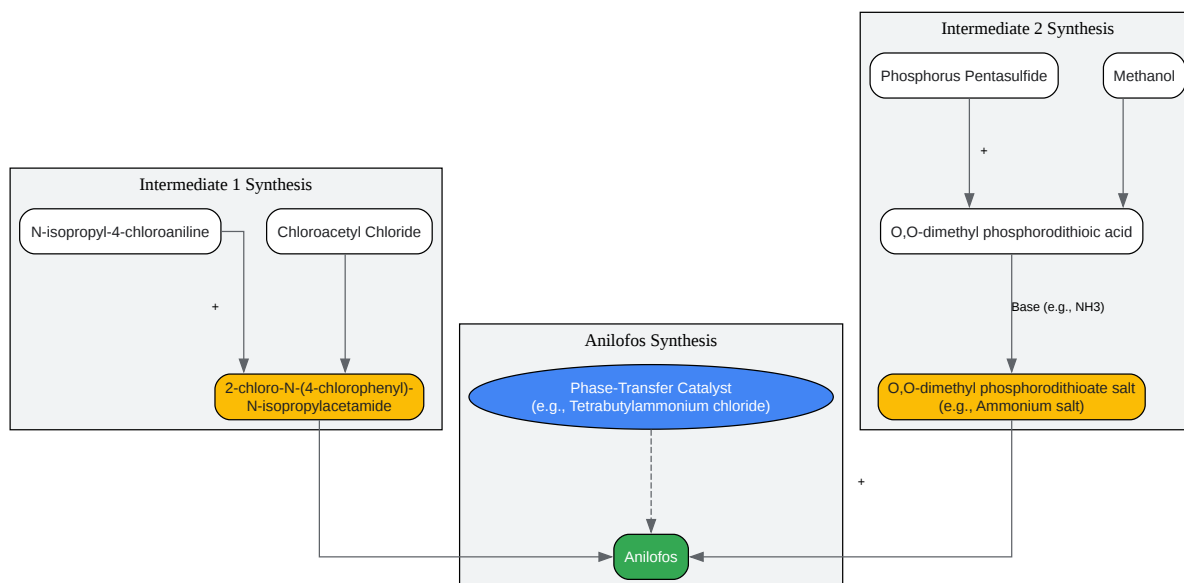 Intermediate 2 Synthesis
Phosphorus Pentasulfide
Methanol
+
Intermediate 1 Synthesis
N-isopropyl-4-chloroaniline
Chloroacetyl Chloride
O,O-dimethyl phosphorodithioic acid
+
Base (e.g., NH3)
Anilofos Synthesis
2-chloro-N-(4-chlorophenyl)-
N-isopropylacetamide
Phase-Transfer Catalyst
(e.g., Tetrabutylammonium chloride)
O,O-dimethyl phosphorodithioate salt
(e.g., Ammonium salt)
+
Anilofos